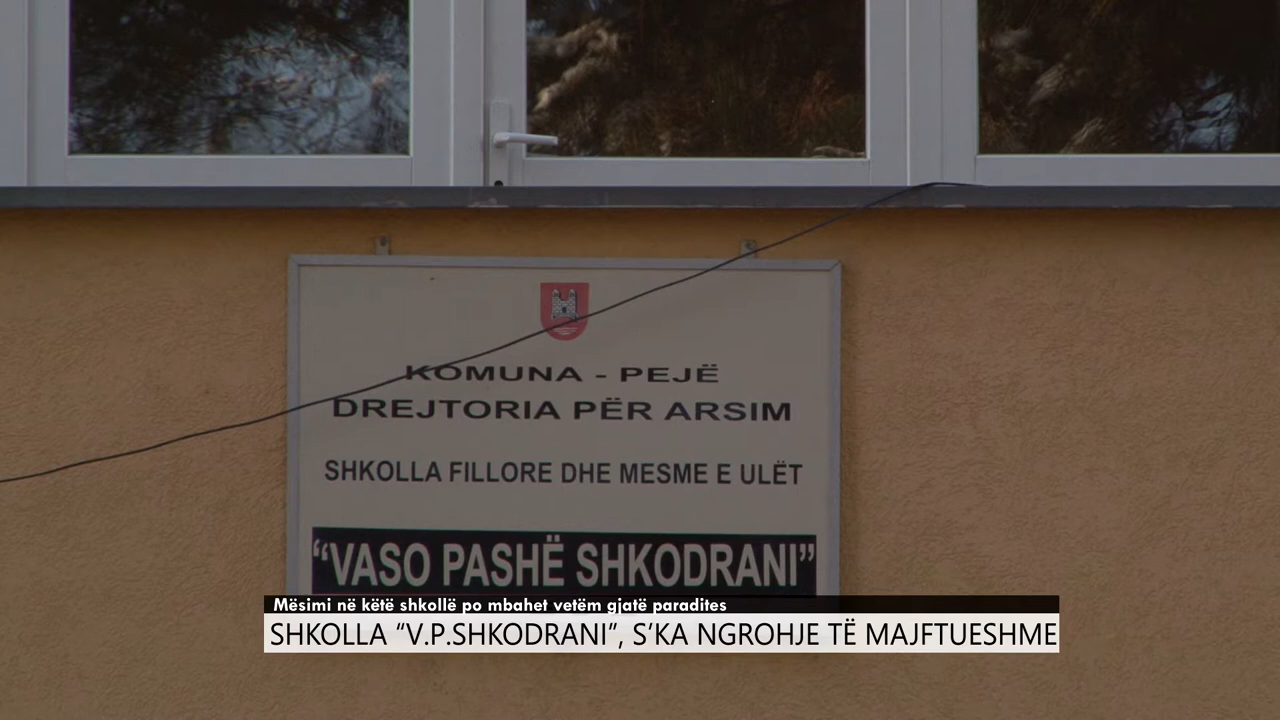 KOMUNA - PEJË
DREJTORIA PËR ARSIM
SHKOLLA FILLORE DHE MESME E ULËT
“VASO PASHË SHKODRANI”
Mësimi në këtë shkollë po mbahet vetëm gjatë paradites
SHKOLLA “V.P.SHKODRANI”, S’KA NGROHJE TË MAJFTUESHME